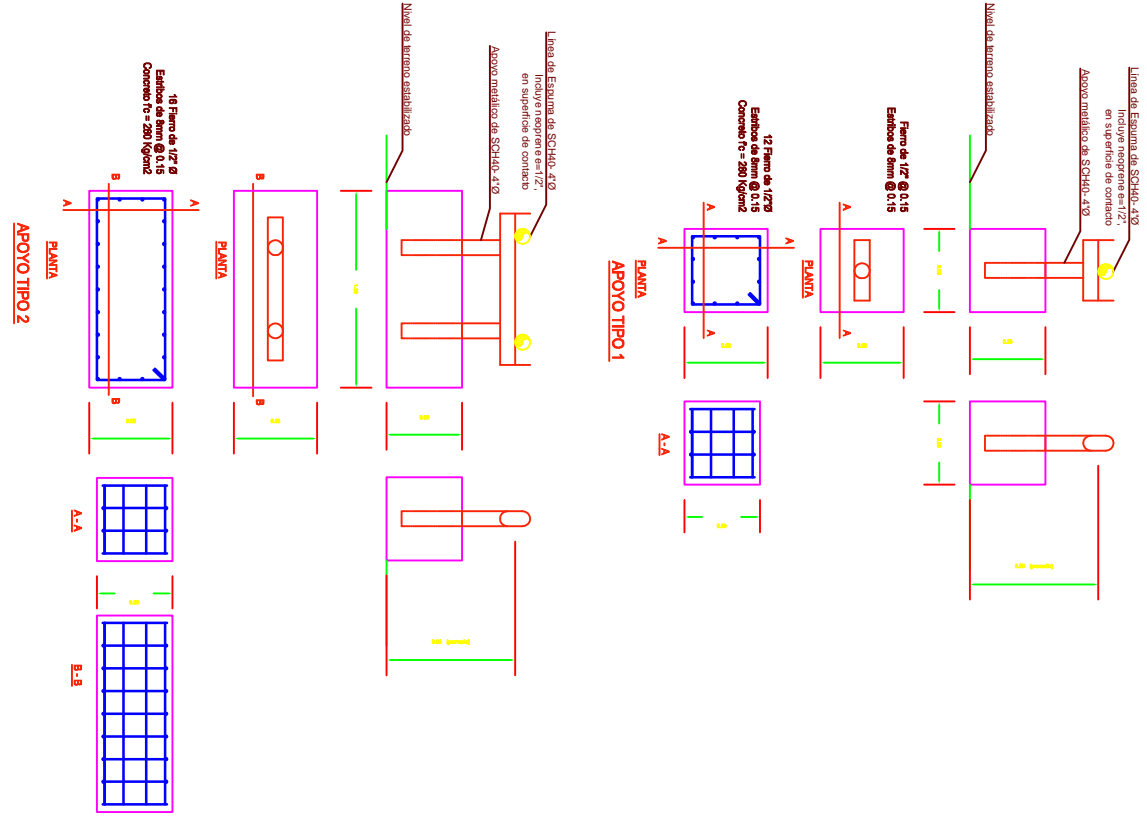 Línea de Espuma de SCH40- 4"Ø
Incluye neoprene e=1/2",
en superficie de contacto
Apoyo metálico de SCH40- 4"Ø
Nivel de terreno estabilizado
Fierro de 1/2" @ 0.15
Estribos de 8mm @ 0.15
PLANTA
A
A
12 Fierro de 1/2"Ø
Estribos de 8mm @ 0.15
Concreto f'c = 280 Kg/cm2
A
A
A
A
PLANTA
APOYO TIPO 1
A - A
Línea de Espuma de SCH40- 4"Ø
Incluye neoprene e=1/2",
en superficie de contacto
Apoyo metálico de SCH40- 4"Ø
Nivel de terreno estabilizado
B
B
PLANTA
16 Fierro de 1/2" Ø
Estribos de 8mm @ 0.15
Concreto f'c = 280 Kg/cm2
A
A
B
B
PLANTA
APOYO TIPO 2
A - A
B - B